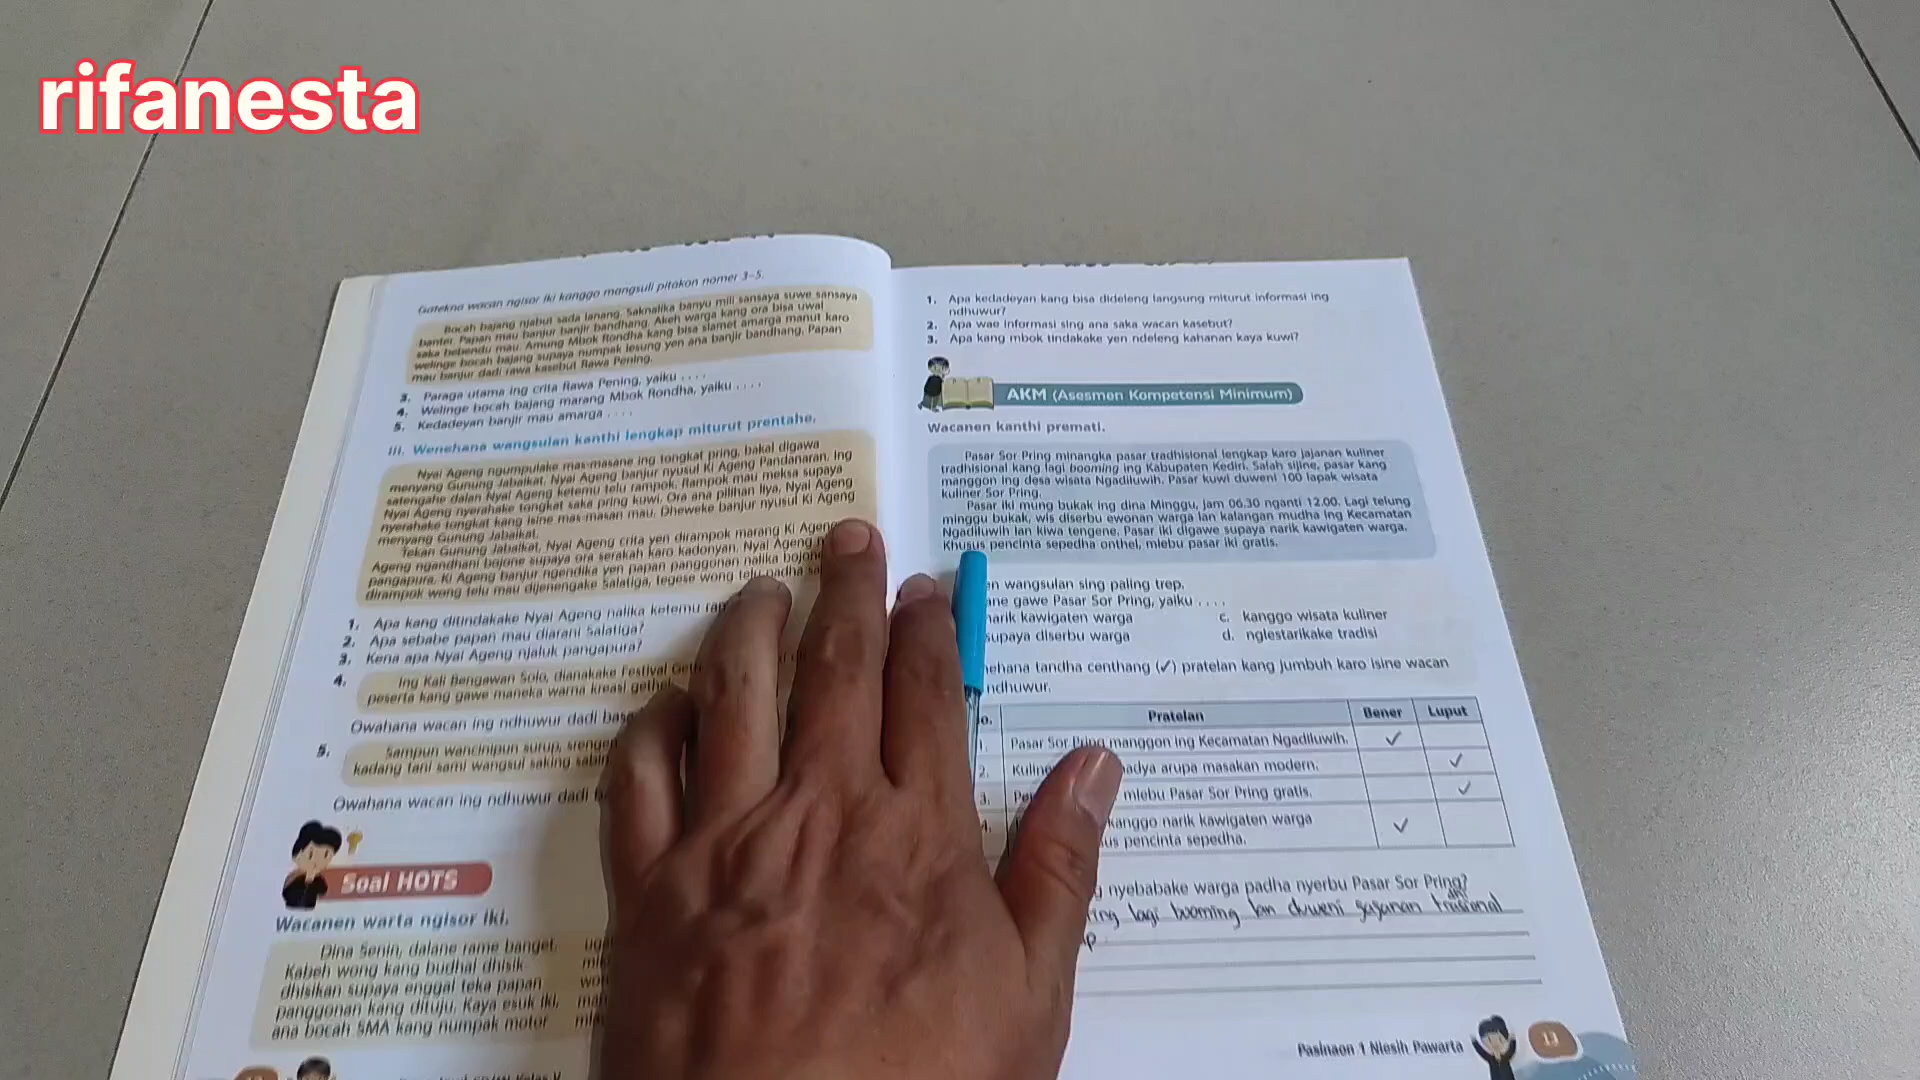 rifanesta
Gatekna wacan ngisor iki kanggo mangsuli pitakon nomer 3–5.
Bocah bajang njabut sada lanang. Saknalika banyu mili sansaya suwe sansaya
banter. Papan mau banjur banjir bandhang. Akeh warga kang ora bisa uwal
saka bebendu mau. Amung Mbok Rondha kang bisa slamet amarga manut karo
welinge bocah bajang supaya numpak lesung yen ana banjir bandhang. Papan
mau banjur dadi rawa kasebut Rawa Pening.
3. Paraga utama ing crita Rawa Pening, yaiku . . . .
4. Welinge bocah bajang marang Mbok Rondha, yaiku . . . .
5. Kedadeyan banjir mau amarga . . . .
III. Wenehana wangsulan kanthi lengkap miturut prentahe.
Nyai Ageng ngumpulake mas-masane ing tongkat pring, bakal digawa
menyang Gunung Jabalkat. Nyai Ageng banjur nyusul Ki Ageng Pandanaran. Ing
satengahe dalan Nyai Ageng ketemu telu rampok. Rampok mau meksa supaya
Nyai Ageng nyerahake tongkat saka pring kuwi. Ora ana pilihan liya, Nyai Ageng
nyerahake tongkat kang isine mas-masan mau. Dheweke banjur nyusul Ki Ageng
menyang Gunung Jabalkat.
Tekan Gunung Jabalkat, Nyai Ageng crita yen dirampok marang Ki Ageng
Ageng ngandhani bojone supaya ora serakah karo kadonyan. Nyai Ageng
pangapura. Ki Ageng banjur ngendika yen papan panggonan nalika
dirampok wong telu mau dijenengake Salatiga, tegese wong telu padha
1. Apa kang ditindakake Nyai Ageng nalika ketemu
2. Apa sebabe papan mau diarani Salatiga?
3. Kena apa Nyai Ageng njaluk pangapura?
4. Ing Kali Bengawan Solo, dianakake Festival
peserta kang gawe maneka warna kreasi
Owahana wacan ing ndhuwur dadi
5. Sampun wancinipun surup,
kadang tani sami wangsul saking
Owahana wacan ing ndhuwur dadi
Soal HOTS
Wacanen warta ngisor iki.
Dina Senin, dalane rame banget.
Kabeh wong kang budhal dhisik
dhisikan supaya enggal teka papan
panggonan kang dituju. Kaya esuk iki,
ana bocah SMA kang numpak motor
1. Apa kedadeyan kang bisa dideleng langsung miturut informasi ing
ndhuwur?
2. Apa wae informasi sing ana saka wacan kasebut?
3. Apa kang mbok tindakake yen ndeleng kahanan kaya kuwi?
AKM (Asesmen Kompetensi Minimum)
Wacanen kanthi premati.
Pasar Sor Pring minangka pasar tradhisional lengkap karo jajanan kuliner
tradhisional kang lagi booming ing Kabupaten Kediri. Salah sijine, pasar kang
manggon ing desa wisata Ngadiluwih. Pasar kuwi duweni 100 lapak wisata
kuliner Sor Pring.
Pasar iki mung bukak ing dina Minggu, jam 06.30 nganti 12.00. Lagi telung
minggu bukak, wis diserbu ewonan warga lan kalangan mudha ing Kecamatan
Ngadiluwih lan kiwa tengene. Pasar iki digawe supaya narik kawigaten warga.
Khusus pencinta sepedha onthel, mlebu pasar iki gratis.
wangsulan sing paling trep.
gawe Pasar Sor Pring, yaiku . . . .
narik kawigaten warga c. kanggo wisata kuliner
supaya diserbu warga d. nglestarikake tradisi
tandha centhang (✓) pratelan kang jumbuh karo isine wacan
ndhuwur.
Pratelan Bener Luput
1. Pasar Sor Pring manggon ing Kecamatan Ngadiluwih. ✓
2. arupa masakan modern. ✓
3. mlebu Pasar Sor Pring gratis. ✓
4. kanggo narik kawigaten warga ✓
pencinta sepedha.
nyebabake warga padha nyerbu Pasar Sor Pring?
lagi booming lan duweni
Pasinaon 1 Niesih Pawarta 13